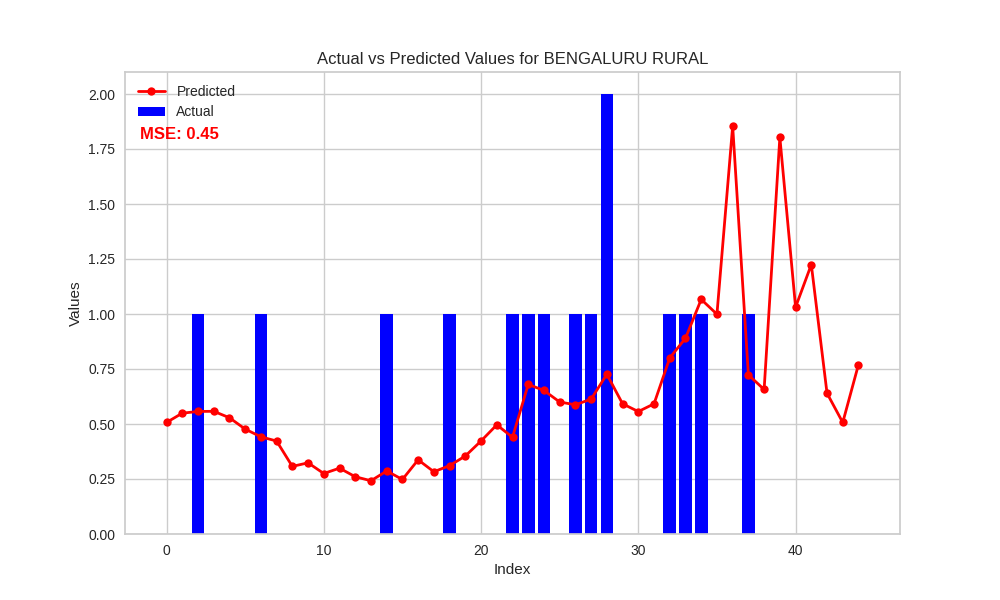 Actual vs Predicted Values for BENGALURU RURAL
Predicted
Actual
MSE: 0.45
2.00
1.75
1.50
1.25
1.00
0.75
0.50
0.25
0.00
Values
0 10 20 30 40
Index